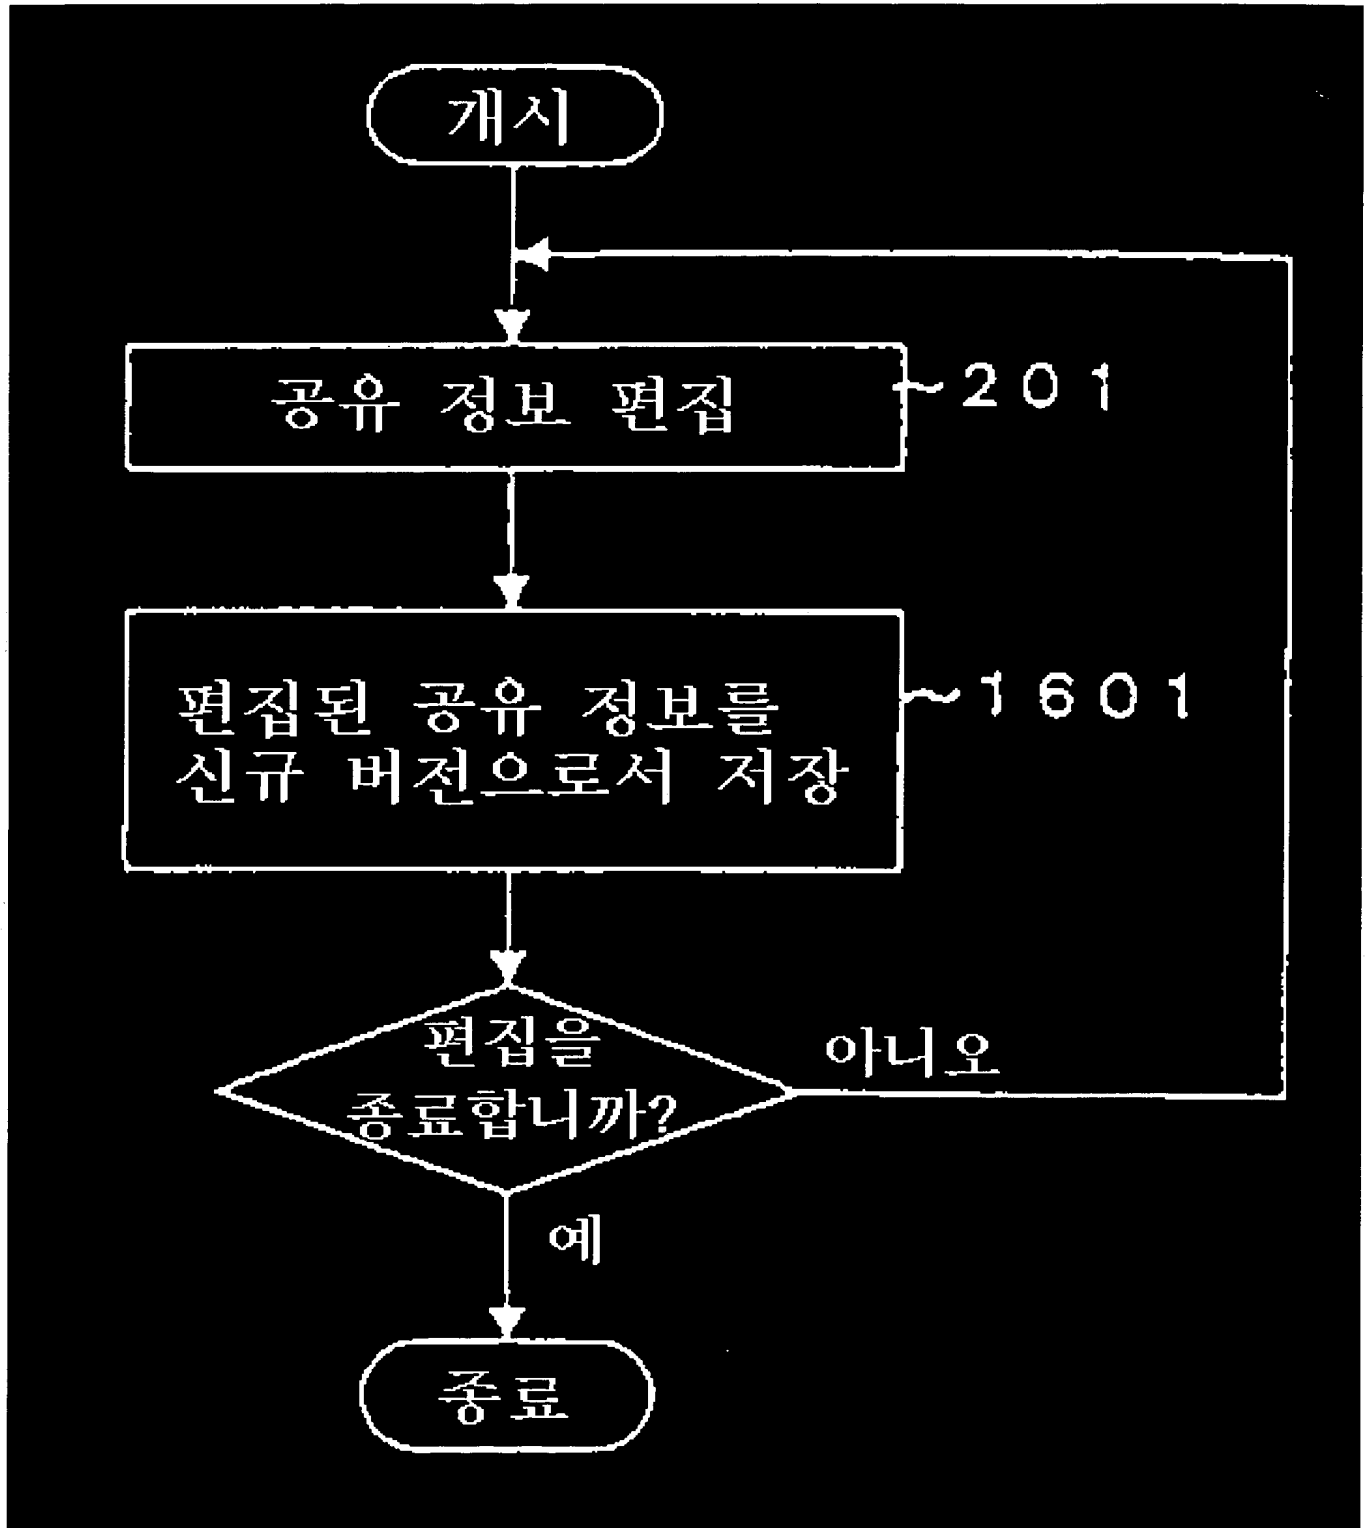 개시
공유 정보 편집
~201
편집된 공유 정보를
신규 버전으로서 저장
~1601
편집을
종료합니까?
아니오
예
종료